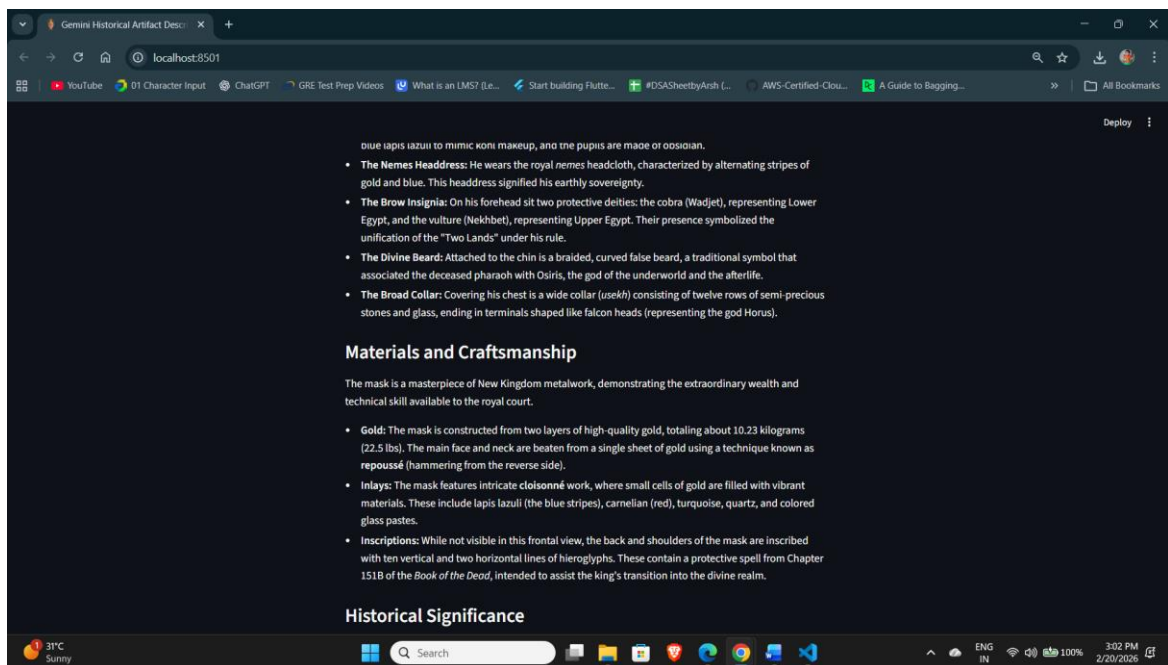 Gemini Historical Artifact Descri
localhost:8501
YouTube
01 Character Input
ChatGPT
GRE Test Prep Videos
What is an LMS? (Le...
Start building Flutte...
#DSASheetbyArsh (...
AWS-Certified-Clou...
A Guide to Bagging...
»
All Bookmarks
Deploy
blue lapis lazuli to mimic kohl makeup, and the pupils are made of obsidian.
• The Nemes Headdress: He wears the royal nemes headcloth, characterized by alternating stripes of
gold and blue. This headdress signified his earthly sovereignty.
• The Brow Insignia: On his forehead sit two protective deities: the cobra (Wadjet), representing Lower
Egypt, and the vulture (Nekhbet), representing Upper Egypt. Their presence symbolized the
unification of the "Two Lands" under his rule.
• The Divine Beard: Attached to the chin is a braided, curved false beard, a traditional symbol that
associated the deceased pharaoh with Osiris, the god of the underworld and the afterlife.
• The Broad Collar: Covering his chest is a wide collar (usekh) consisting of twelve rows of semi-precious
stones and glass, ending in terminals shaped like falcon heads (representing the god Horus).
Materials and Craftsmanship
The mask is a masterpiece of New Kingdom metalwork, demonstrating the extraordinary wealth and
technical skill available to the royal court.
• Gold: The mask is constructed from two layers of high-quality gold, totaling about 10.23 kilograms
(22.5 lbs). The main face and neck are beaten from a single sheet of gold using a technique known as
repoussé (hammering from the reverse side).
• Inlays: The mask features intricate cloisonné work, where small cells of gold are filled with vibrant
materials. These include lapis lazuli (the blue stripes), carnelian (red), turquoise, quartz, and colored
glass pastes.
• Inscriptions: While not visible in this frontal view, the back and shoulders of the mask are inscribed
with ten vertical and two horizontal lines of hieroglyphs. These contain a protective spell from Chapter
151B of the Book of the Dead, intended to assist the king's transition into the divine realm.
Historical Significance
1
31°C
Sunny
Search
ENG
IN
100%
3:02 PM
2/20/2026